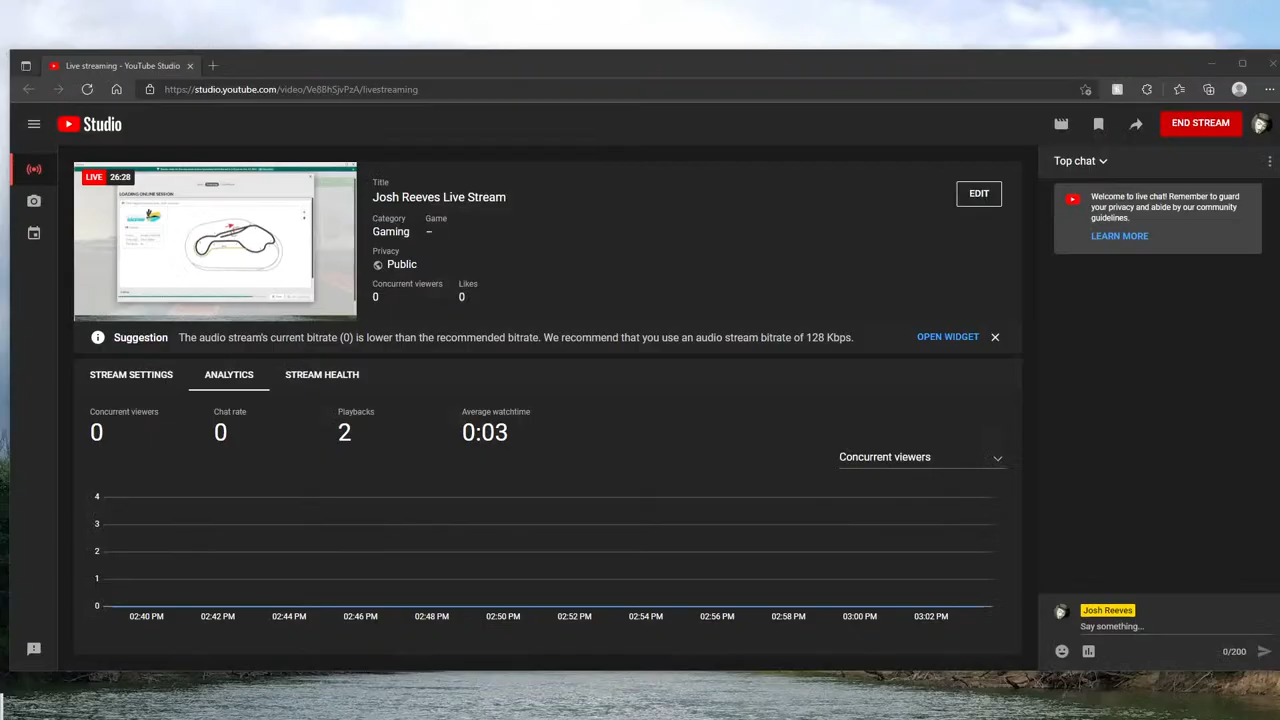 Live streaming - YouTube Studio
https://studio.youtube.com/video/Ve8BhSjvPzA/livestreaming
Studio
END STREAM
LIVE 26:28
LOADING ONLINE SESSION
Title
Josh Reeves Live Stream
EDIT
Category Game
Gaming –
Privacy
Public
Concurrent viewers Likes
0 0
Top chat
Welcome to live chat! Remember to guard
your privacy and abide by our community
guidelines.
LEARN MORE
Suggestion The audio stream's current bitrate (0) is lower than the recommended bitrate. We recommend that you use an audio stream bitrate of 128 Kbps. OPEN WIDGET
STREAM SETTINGS ANALYTICS STREAM HEALTH
Concurrent viewers Chat rate Playbacks Average watchtime
0 0 2 0:03
Concurrent viewers
4
3
2
1
0
02:40 PM 02:42 PM 02:44 PM 02:46 PM 02:48 PM 02:50 PM 02:52 PM 02:54 PM 02:56 PM 02:58 PM 03:00 PM 03:02 PM
Josh Reeves
Say something...
0/200